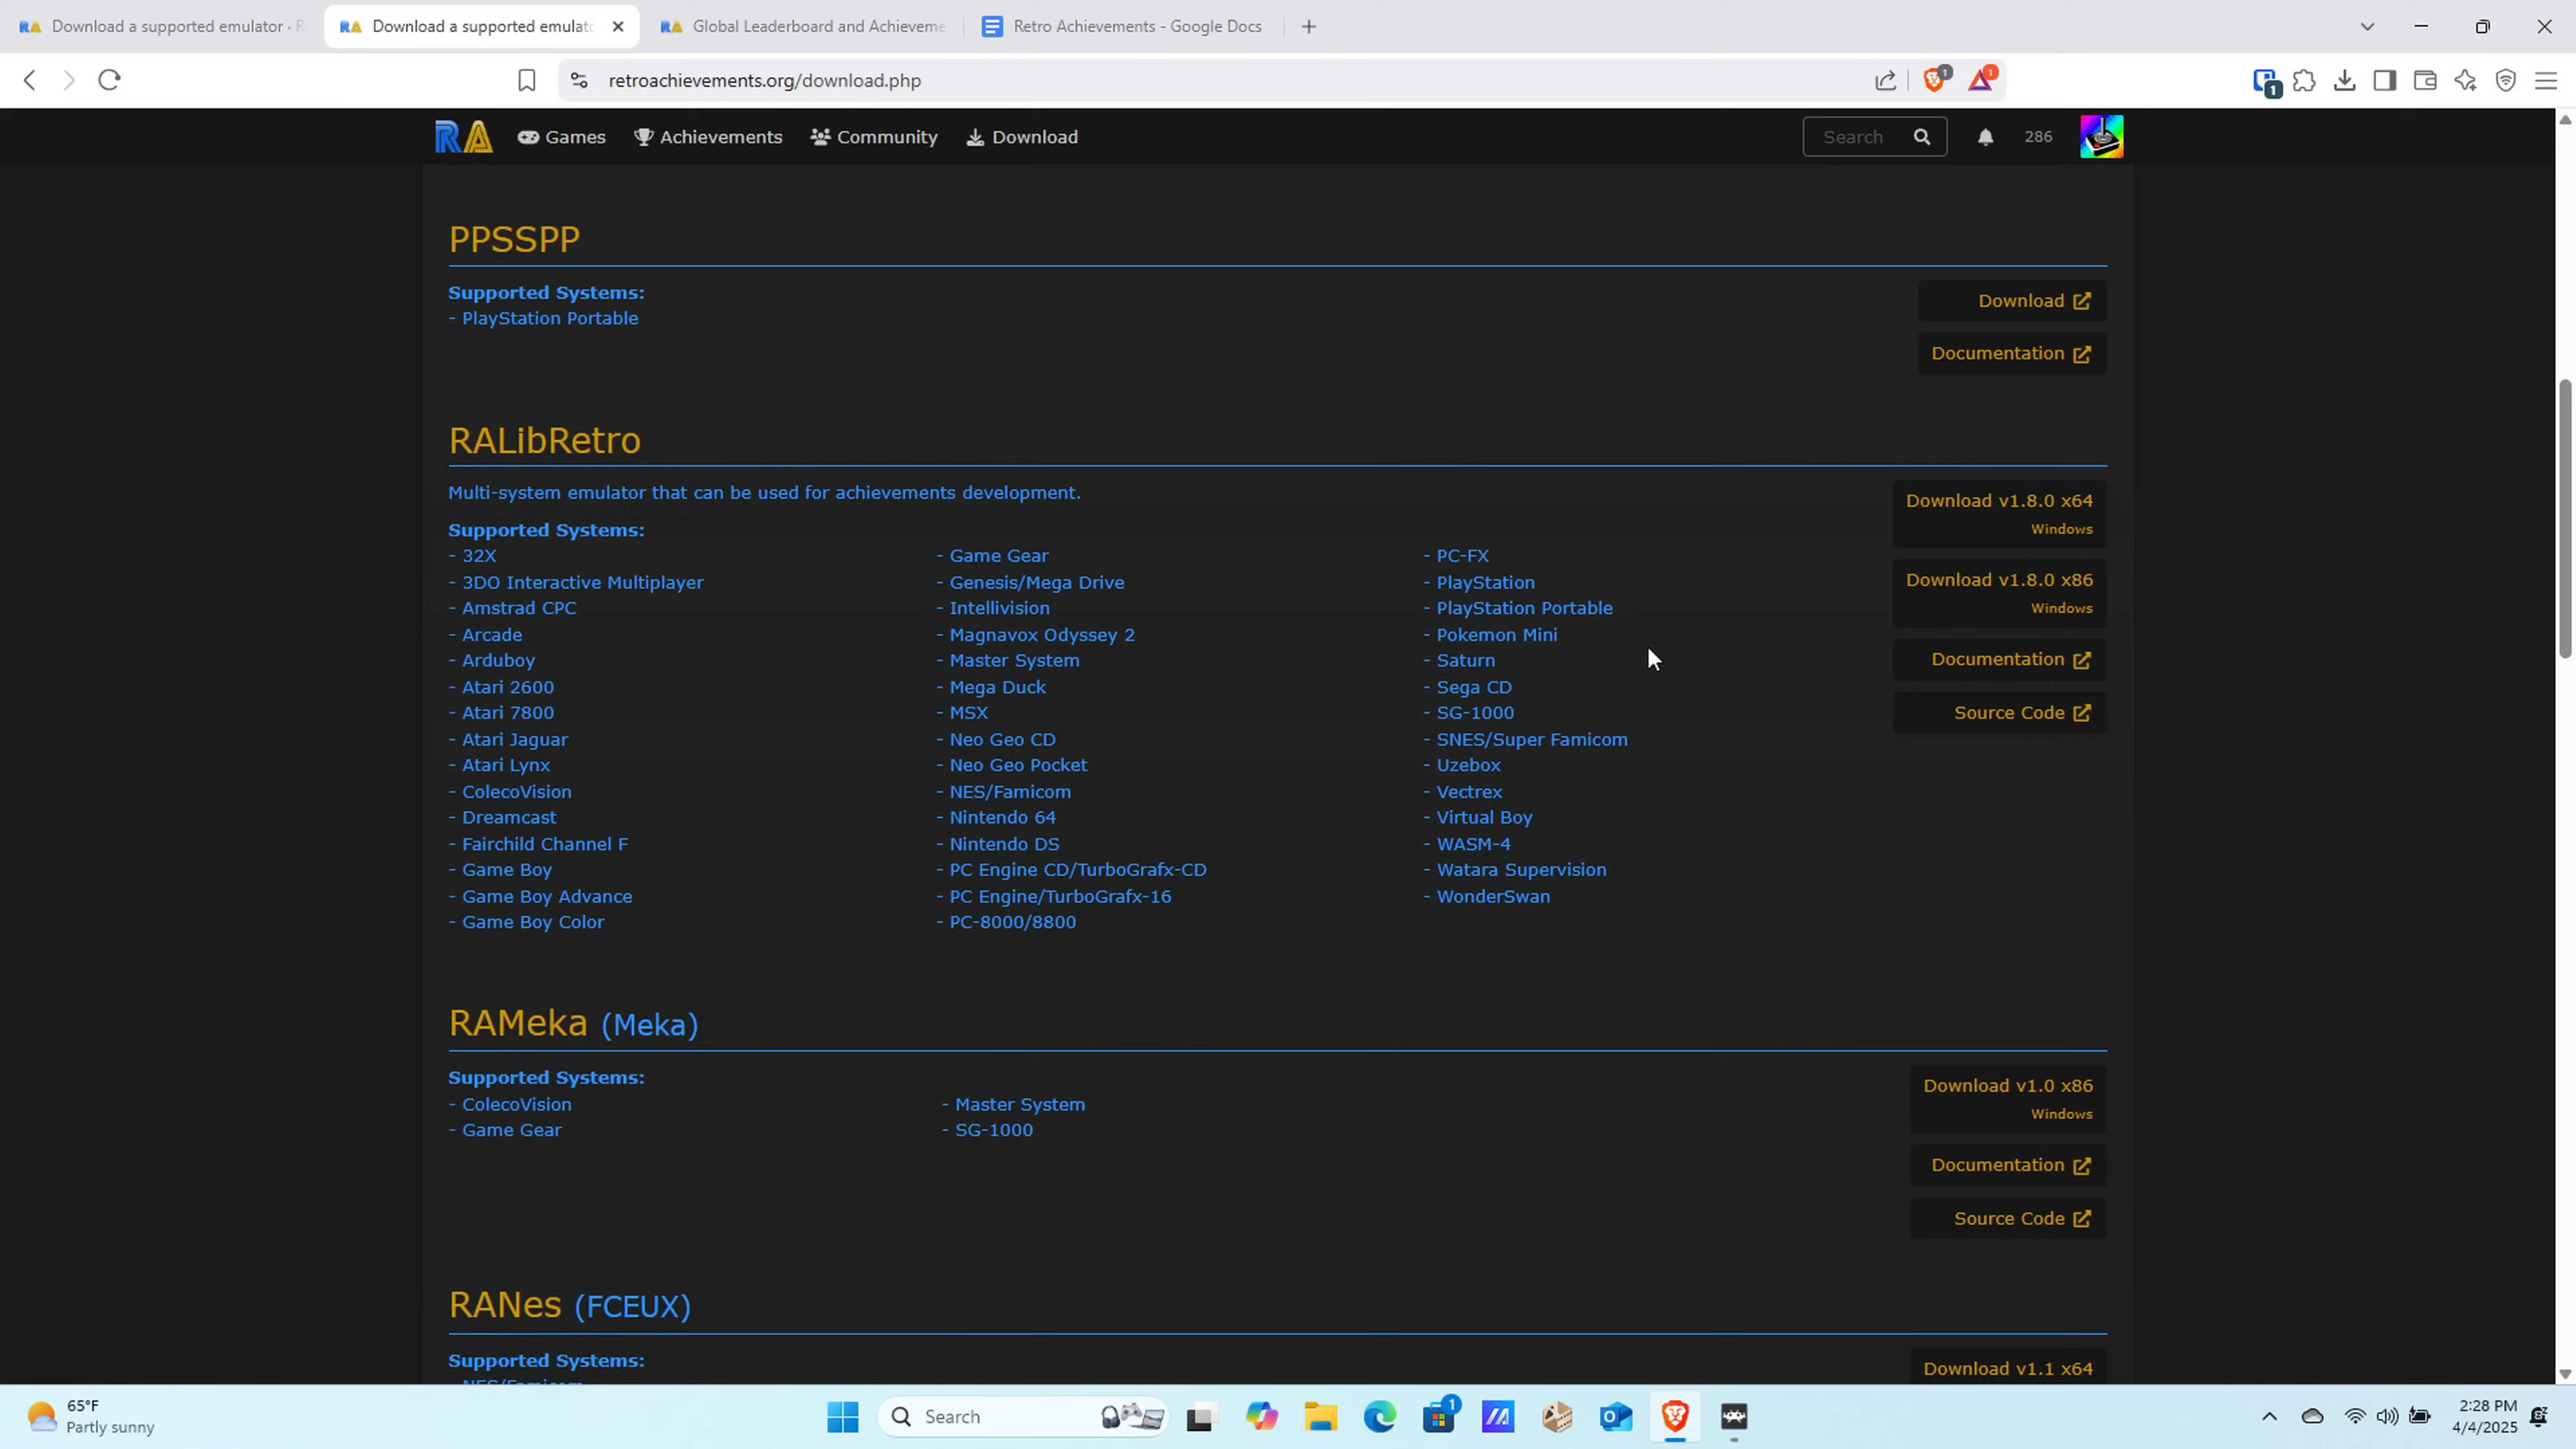 Download a supported emulator · R
Download a supported emulato
Global Leaderboard and Achieveme
Retro Achievements - Google Docs
retroachievements.org/download.php
1
1
1
RA
Games
Achievements
Community
Download
Search
286
PPSSPP
Supported Systems:
- PlayStation Portable
Download
Documentation
RALibRetro
Multi-system emulator that can be used for achievements development.
Supported Systems:
- 32X
- 3DO Interactive Multiplayer
- Amstrad CPC
- Arcade
- Arduboy
- Atari 2600
- Atari 7800
- Atari Jaguar
- Atari Lynx
- ColecoVision
- Dreamcast
- Fairchild Channel F
- Game Boy
- Game Boy Advance
- Game Boy Color
- Game Gear
- Genesis/Mega Drive
- Intellivision
- Magnavox Odyssey 2
- Master System
- Mega Duck
- MSX
- Neo Geo CD
- Neo Geo Pocket
- NES/Famicom
- Nintendo 64
- Nintendo DS
- PC Engine CD/TurboGrafx-CD
- PC Engine/TurboGrafx-16
- PC-8000/8800
- PC-FX
- PlayStation
- PlayStation Portable
- Pokemon Mini
- Saturn
- Sega CD
- SG-1000
- SNES/Super Famicom
- Uzebox
- Vectrex
- Virtual Boy
- WASM-4
- Watara Supervision
- WonderSwan
Download v1.8.0 x64
Windows
Download v1.8.0 x86
Windows
Documentation
Source Code
RAMeka (Meka)
Supported Systems:
- ColecoVision
- Game Gear
- Master System
- SG-1000
Download v1.0 x86
Windows
Documentation
Source Code
RANes (FCEUX)
Supported Systems:
- NES/Famicom
Download v1.1 x64
65°F
Partly sunny
Search
1
2:28 PM
4/4/2025